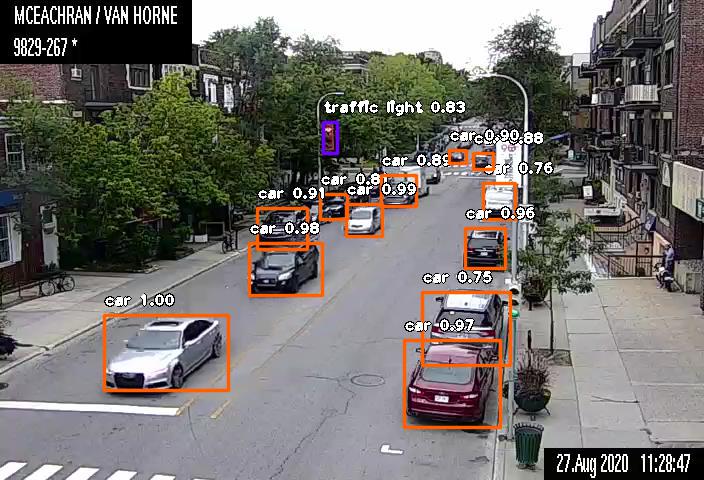 MCEACHRAN / VAN HORNE
9829-267 *
traffic light 0.83
car 0.90
.88
car 0.89
.76
car 0.8
car 0.99
car 0.91
car 0.96
car 0.98
car 0.75
car 1.00
car 0.97
27.Aug 2020 11:28:47